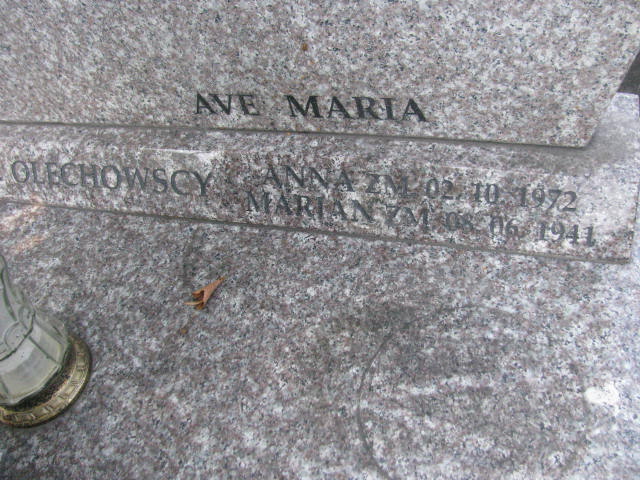 AVE MARIA
OLECHOWSCY ANNA ZM. 02. 10. 1972
MARIAN ZM. 08. 06. 1941